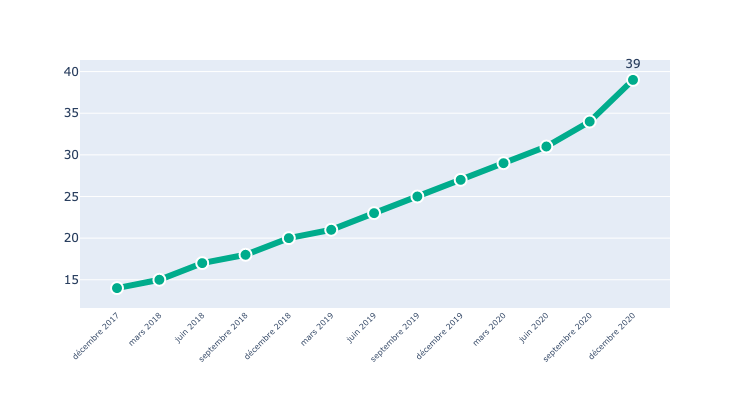 39
40
35
30
25
20
15
décembre 2017
mars 2018
juin 2018
septembre 2018
décembre 2018
mars 2019
juin 2019
septembre 2019
décembre 2019
mars 2020
juin 2020
septembre 2020
décembre 2020